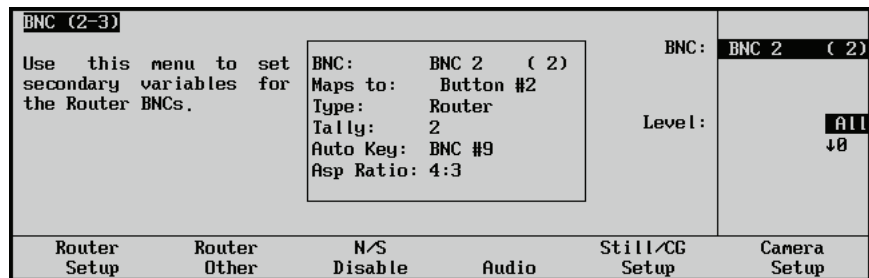 BNC (2-3)
Use this menu to set
secondary variables for
the Router BNCs.
BNC: BNC 2 ( 2)
Maps to: Button #2
Type: Router
Tally: 2
Auto Key: BNC #9
Asp Ratio: 4:3
BNC: BNC 2 ( 2)
Level: All
↓0
Router Setup
Router Other
N/S Disable
Audio
Still/CG Setup
Camera Setup